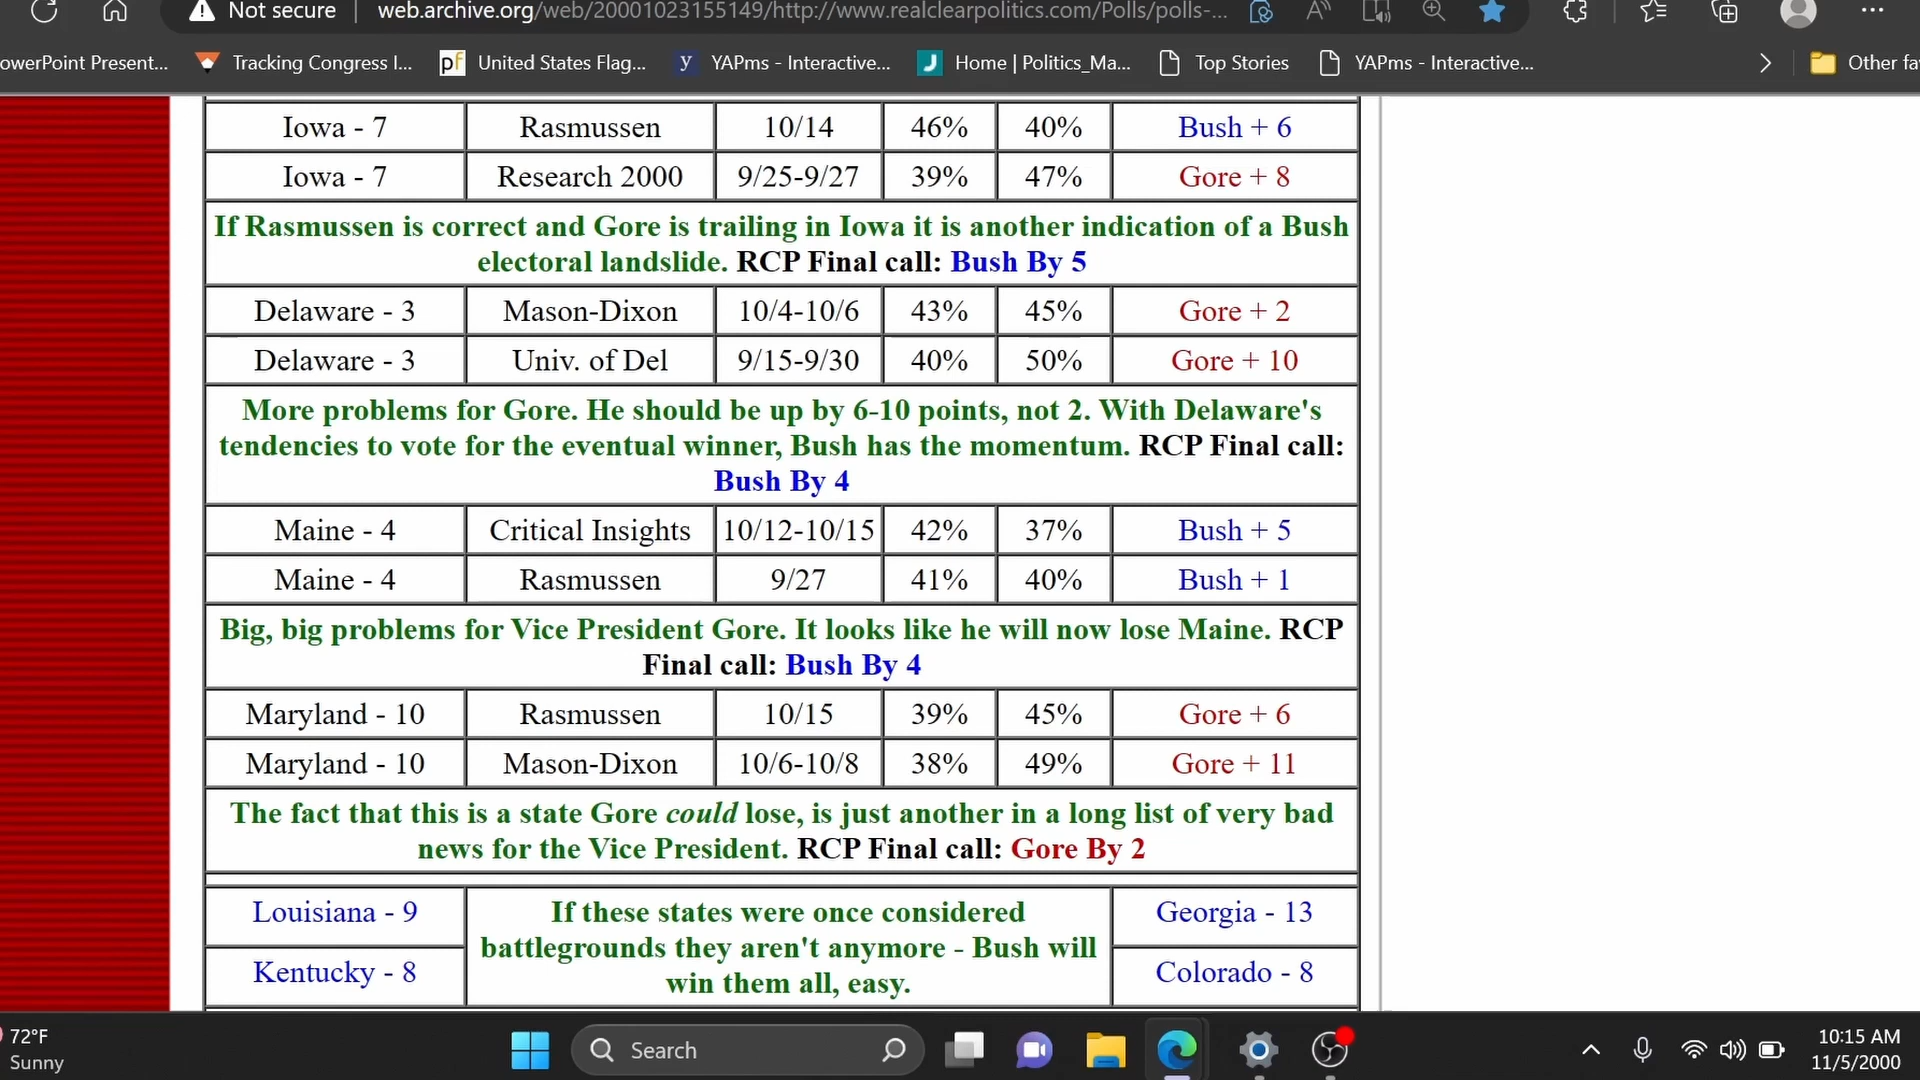 Not secure web.archive.org/web/20001023155149/http://www.realclearpolitics.com/Polls/polls-...
owerPoint Present... Tracking Congress I... pf United States Flag... y YAPms - Interactive... J Home | Politics_Ma... Top Stories YAPms - Interactive... Other fa
Iowa - 7 Rasmussen 10/14 46% 40% Bush + 6
Iowa - 7 Research 2000 9/25-9/27 39% 47% Gore + 8
If Rasmussen is correct and Gore is trailing in Iowa it is another indication of a Bush
electoral landslide. RCP Final call: Bush By 5
Delaware - 3 Mason-Dixon 10/4-10/6 43% 45% Gore + 2
Delaware - 3 Univ. of Del 9/15-9/30 40% 50% Gore + 10
More problems for Gore. He should be up by 6-10 points, not 2. With Delaware's
tendencies to vote for the eventual winner, Bush has the momentum. RCP Final call:
Bush By 4
Maine - 4 Critical Insights 10/12-10/15 42% 37% Bush + 5
Maine - 4 Rasmussen 9/27 41% 40% Bush + 1
Big, big problems for Vice President Gore. It looks like he will now lose Maine. RCP
Final call: Bush By 4
Maryland - 10 Rasmussen 10/15 39% 45% Gore + 6
Maryland - 10 Mason-Dixon 10/6-10/8 38% 49% Gore + 11
The fact that this is a state Gore could lose, is just another in a long list of very bad
news for the Vice President. RCP Final call: Gore By 2
Louisiana - 9
Kentucky - 8
If these states were once considered
battlegrounds they aren't anymore - Bush will
win them all, easy.
Georgia - 13
Colorado - 8
72°F
Sunny
Search
10:15 AM
11/5/2000